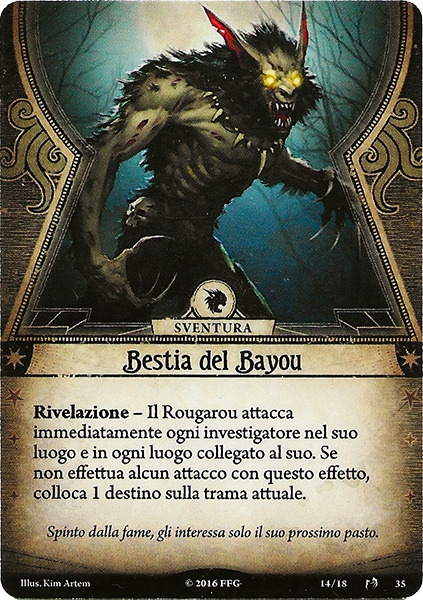 SVENTURA
Bestia del Bayou
Rivelazione – Il Rougarou attacca
immediatamente ogni investigatore nel suo
luogo e in ogni luogo collegato al suo. Se
non effettua alcun attacco con questo effetto,
colloca 1 destino sulla trama attuale.
Spinto dalla fame, gli interessa solo il suo prossimo pasto.
Illus. Kim Artem © 2016 FFG 14/18 35